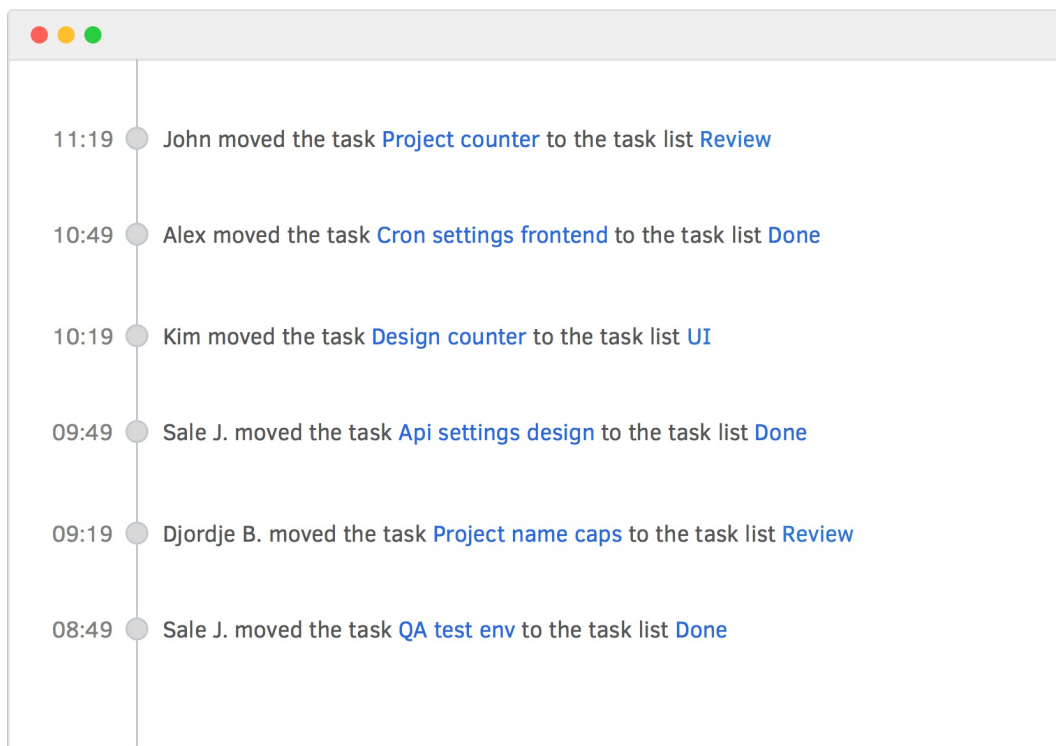 11:19 John moved the task Project counter to the task list Review
10:49 Alex moved the task Cron settings frontend to the task list Done
10:19 Kim moved the task Design counter to the task list UI
09:49 Sale J. moved the task Api settings design to the task list Done
09:19 Djordje B. moved the task Project name caps to the task list Review
08:49 Sale J. moved the task QA test env to the task list Done